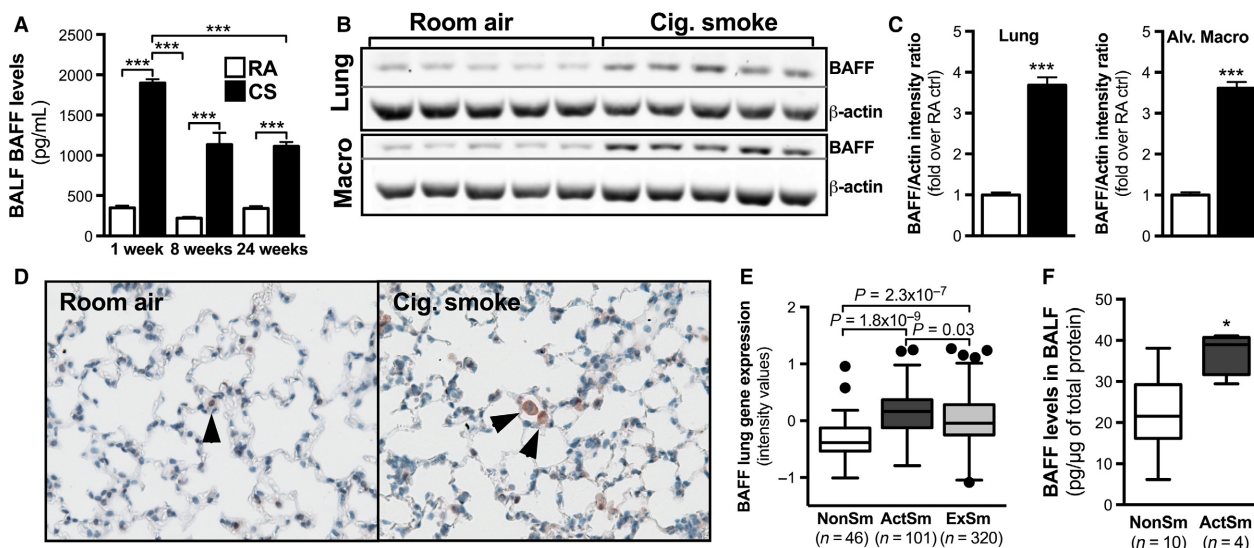 A
BALF BAFF levels
(pg/mL)
2500
2000
1500
1000
500
0
***
***
***
***
***
RA
CS
1 week 8 weeks 24 weeks
B
Room air Cig. smoke
Lung
BAFF
β-actin
Macro
BAFF
β-actin
C
BAFF/Actin intensity ratio
(fold over RA ctrl)
Lung
5
4
3
2
1
0
***
BAFF/Actin intensity ratio
(fold over RA ctrl)
Alv. Macro
5
4
3
2
1
0
***
D
Room air
Cig. smoke
E
BAFF lung gene expression
(intensity values)
2
1
0
−1
P = 2.3x10⁻⁷
P = 1.8x10⁻⁹
P = 0.03
NonSm ActSm ExSm
(n = 46) (n = 101) (n = 320)
F
BAFF levels in BALF
(pg/µg of total protein)
50
40
30
20
10
0
*
NonSm ActSm
(n = 10) (n = 4)